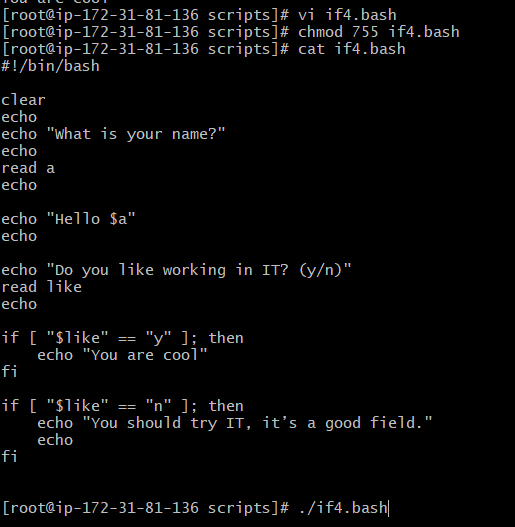 You are cool
[root@ip-172-31-81-136 scripts]# vi if4.bash
[root@ip-172-31-81-136 scripts]# chmod 755 if4.bash
[root@ip-172-31-81-136 scripts]# cat if4.bash
#!/bin/bash

clear
echo
echo "What is your name?"
echo
read a
echo

echo "Hello $a"
echo

echo "Do you like working in IT? (y/n)"
read like
echo

if [ "$like" == "y" ]; then
    echo "You are cool"
fi

if [ "$like" == "n" ]; then
    echo "You should try IT, it’s a good field."
    echo
fi


[root@ip-172-31-81-136 scripts]# ./if4.bash